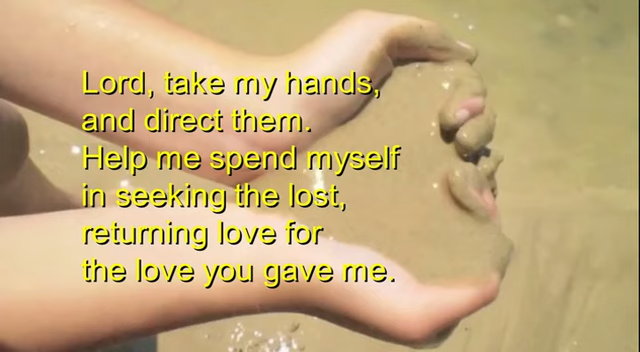 Lord, take my hands,
and direct them.
Help me spend myself
in seeking the lost,
returning love for
the love you gave me.